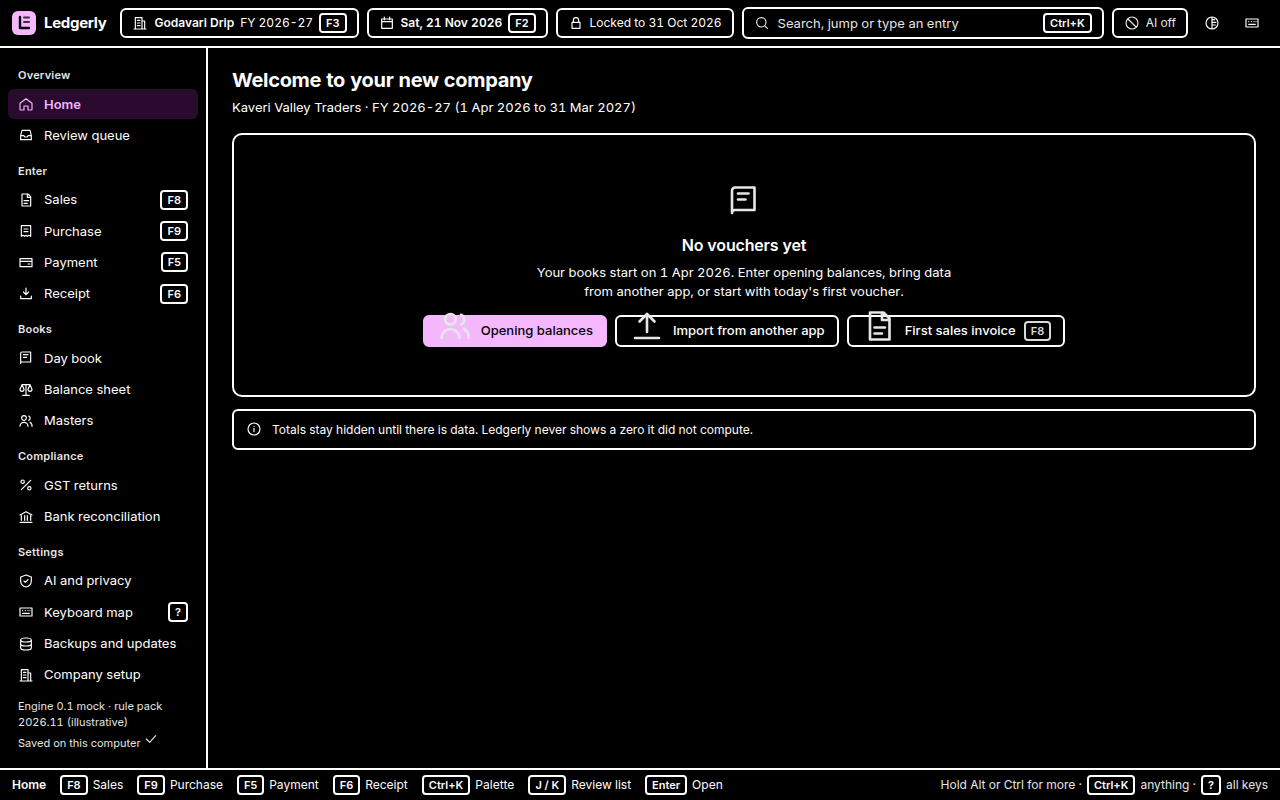 Ledgerly Godavari Drip FY 2026-27 F3 Sat, 21 Nov 2026 F2 Locked to 31 Oct 2026 Search, jump or type an entry Ctrl+K AI off
Overview
Home
Review queue
Enter
Sales F8
Purchase F9
Payment F5
Receipt F6
Books
Day book
Balance sheet
Masters
Compliance
GST returns
Bank reconciliation
Settings
AI and privacy
Keyboard map ?
Backups and updates
Company setup
Engine 0.1 mock · rule pack
2026.11 (illustrative)
Saved on this computer
Welcome to your new company
Kaveri Valley Traders · FY 2026-27 (1 Apr 2026 to 31 Mar 2027)
No vouchers yet
Your books start on 1 Apr 2026. Enter opening balances, bring data
from another app, or start with today's first voucher.
Opening balances Import from another app First sales invoice F8
Totals stay hidden until there is data. Ledgerly never shows a zero it did not compute.
Home F8 Sales F9 Purchase F5 Payment F6 Receipt Ctrl+K Palette J / K Review list Enter Open Hold Alt or Ctrl for more · Ctrl+K anything · ? all keys